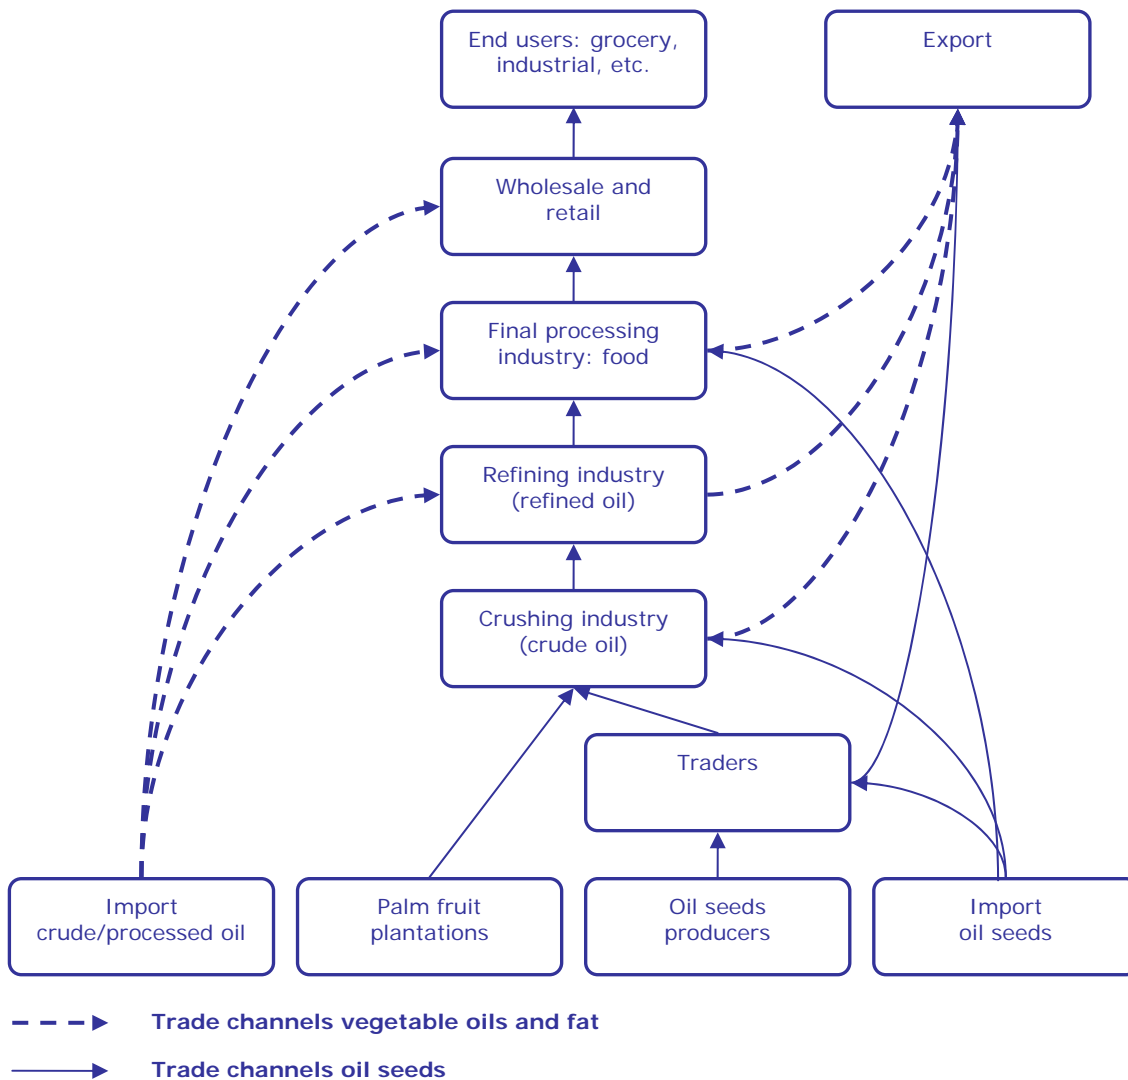 End users: grocery,
industrial, etc.
Export
Wholesale and
retail
Final processing
industry: food
Refining industry
(refined oil)
Crushing industry
(crude oil)
Traders
Import
crude/processed oil
Palm fruit
plantations
Oil seeds
producers
Import
oil seeds
Trade channels vegetable oils and fat
Trade channels oil seeds